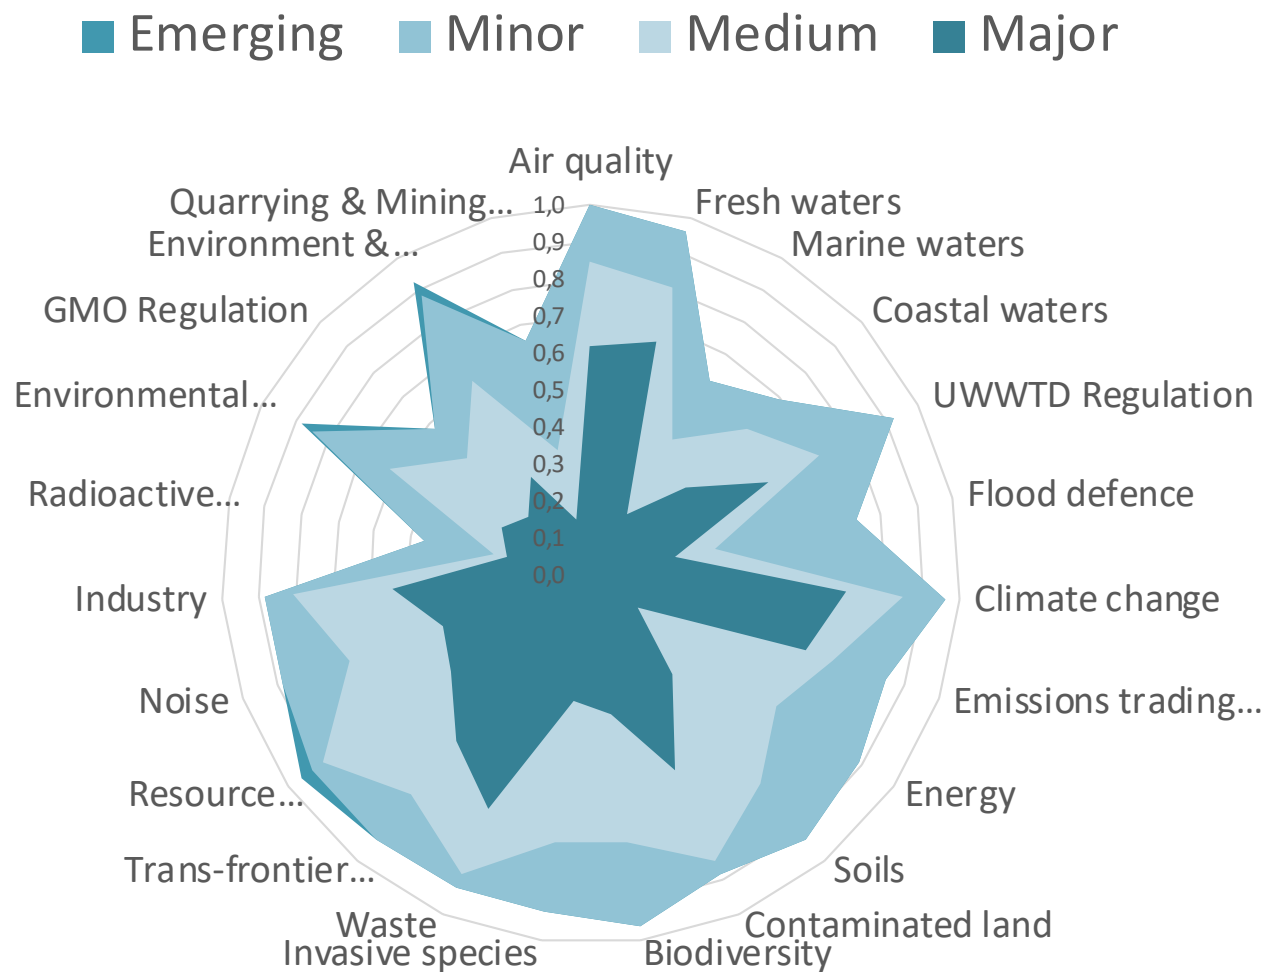 Emerging Minor Medium Major
Air quality
Quarrying & Mining...
1,0
Fresh waters
Environment &...
0,9
Marine waters
0,8
GMO Regulation
0,7
Coastal waters
0,6
Environmental...
0,5
UWWTD Regulation
0,4
0,3
Radioactive...
0,2
Flood defence
0,1
0,0
Industry
Climate change
Noise
Emissions trading...
Resource...
Energy
Trans-frontier...
Soils
Waste
Contaminated land
Invasive species
Biodiversity